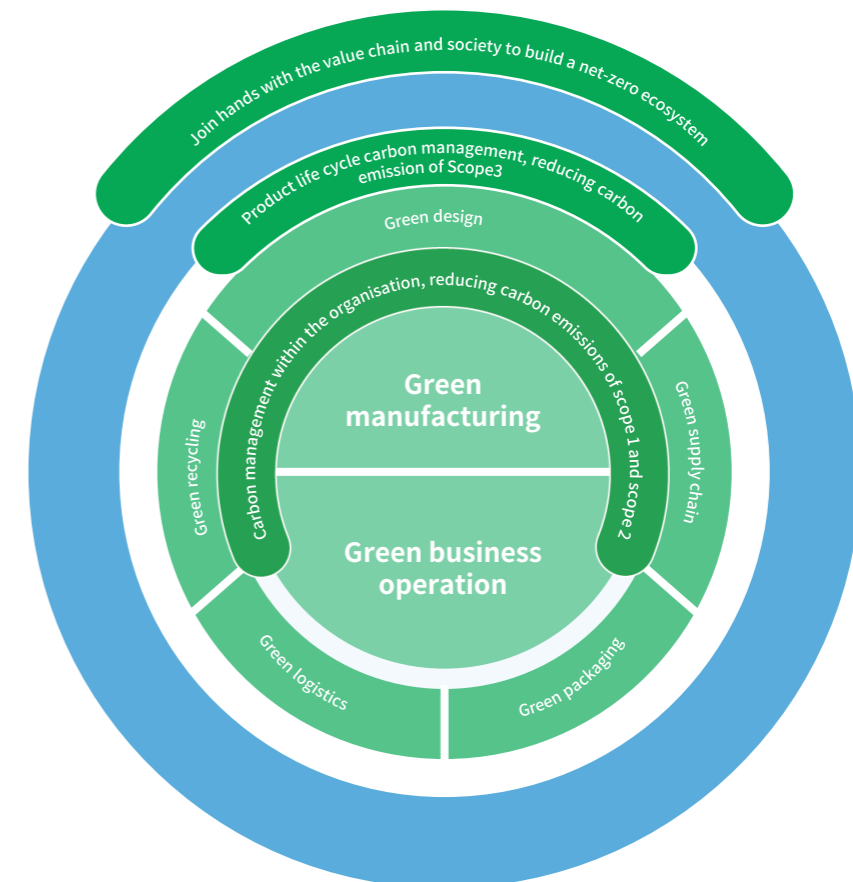 Join hands with the value chain and society to build a net-zero ecosystem
Product life cycle carbon management, reducing carbon
emission of Scope3
Green design
Carbon management within the organisation, reducing carbon emissions of scope 1 and scope 2
Green
manufacturing
Green recycling
Green supply chain
Green business
operation
Green logistics
Green packaging